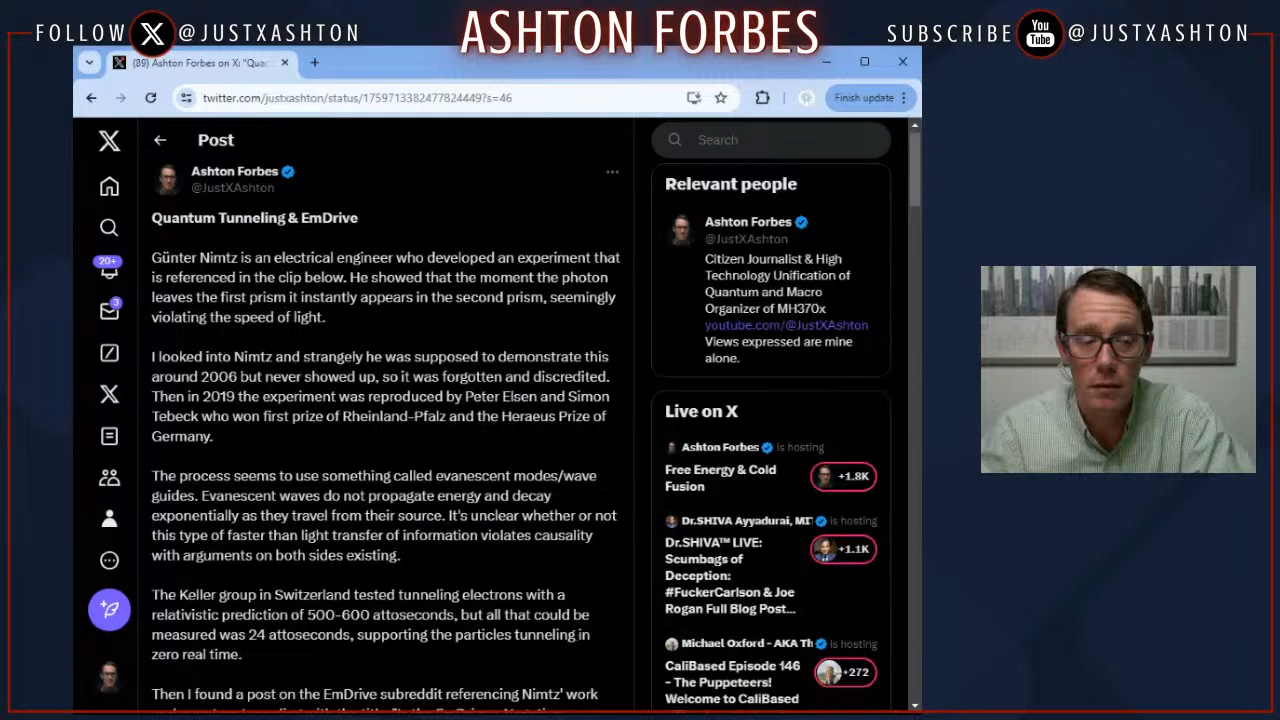 FOLLOW X @JUSTXASHTON
ASHTON FORBES
SUBSCRIBE You Tube @JUSTXASHTON
(89) Ashton Forbes on X: "Qua
twitter.com/justxashton/status/1759713382477824449?s=46
Finish update
Post
Search
Ashton Forbes
@JustXAshton
Quantum Tunneling & EmDrive
Günter Nimtz is an electrical engineer who developed an experiment that
is referenced in the clip below. He showed that the moment the photon
leaves the first prism it instantly appears in the second prism, seemingly
violating the speed of light.
I looked into Nimtz and strangely he was supposed to demonstrate this
around 2006 but never showed up, so it was forgotten and discredited.
Then in 2019 the experiment was reproduced by Peter Elsen and Simon
Tebeck who won first prize of Rheinland-Pfalz and the Heraeus Prize of
Germany.
The process seems to use something called evanescent modes/wave
guides. Evanescent waves do not propagate energy and decay
exponentially as they travel from their source. It's unclear whether or not
this type of faster than light transfer of information violates causality
with arguments on both sides existing.
The Keller group in Switzerland tested tunneling electrons with a
relativistic prediction of 500-600 attoseconds, but all that could be
measured was 24 attoseconds, supporting the particles tunneling in
zero real time.
Then I found a post on the EmDrive subreddit referencing Nimtz' work
20+
3
Relevant people
Ashton Forbes
@JustXAshton
Citizen Journalist & High
Technology Unification of
Quantum and Macro
Organizer of MH370x
youtube.com/@JustXAshton
Views expressed are mine
alone.
Live on X
Ashton Forbes is hosting
Free Energy & Cold
Fusion
+1.8K
Dr.SHIVA Ayyadurai, MI is hosting
Dr.SHIVA™ LIVE:
Scumbags of
Deception:
#FuckerCarlson & Joe
Rogan Full Blog Post...
+1.1K
Michael Oxford - AKA Th is hosting
CaliBased Episode 146
– The Puppeteers!
Welcome to CaliBased
+272